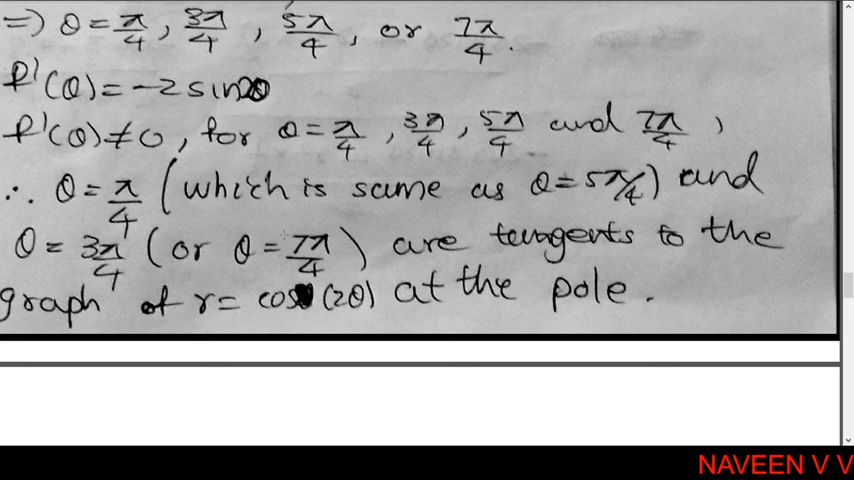 =) θ = π/4, 3π/4, 5π/4, or 7π/4.
f'(θ) = -2 sin2θ
f'(θ) ≠ 0, for θ = π/4, 3π/4, 5π/4 and 7π/4,
∴ θ = π/4 (which is same as θ = 5π/4) and
θ = 3π/4 (or θ = 7π/4) are tangents to the
graph of r = cos (2θ) at the pole.
NAVEEN V V